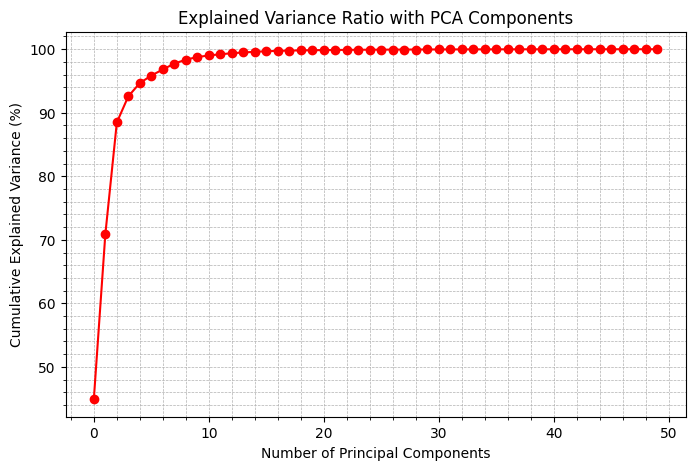 Explained Variance Ratio with PCA Components
Cumulative Explained Variance (%)
100
90
80
70
60
50
0 10 20 30 40 50
Number of Principal Components